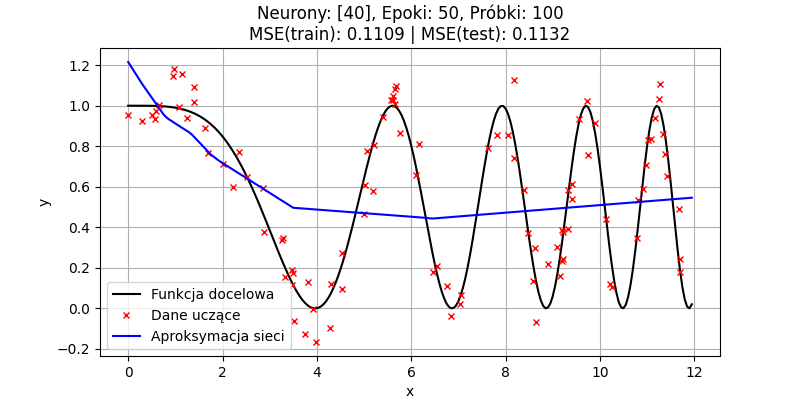 Neurony: [40], Epoki: 50, Próbki: 100
MSE(train): 0.1109 | MSE(test): 0.1132
1.2
1.0
0.8
0.6
0.4
0.2
0.0
−0.2
y
Funkcja docelowa
Dane uczące
Aproksymacja sieci
0 2 4 6 8 10 12
x